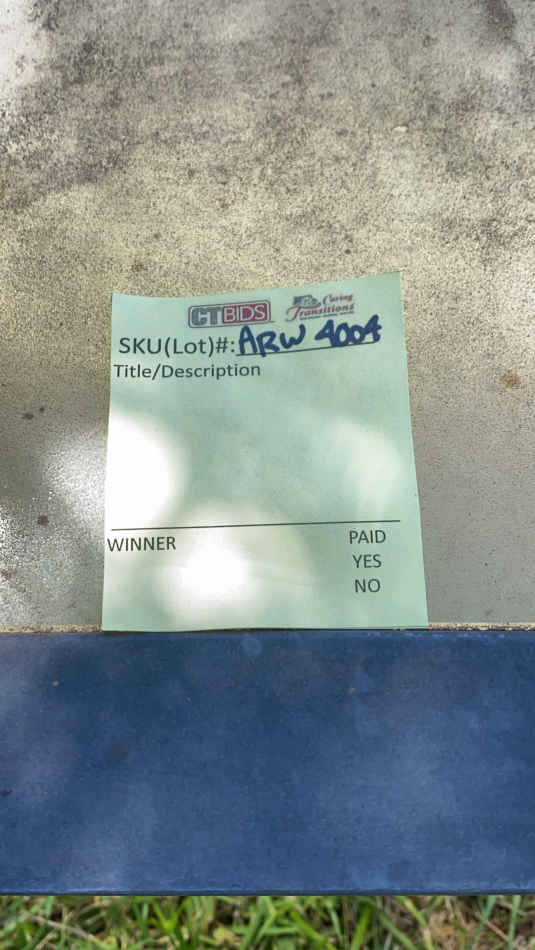 CTBIDS
Caring
Transitions
SKU(Lot)#: ARW 4004
Title/Description
WINNER
PAID
YES
NO